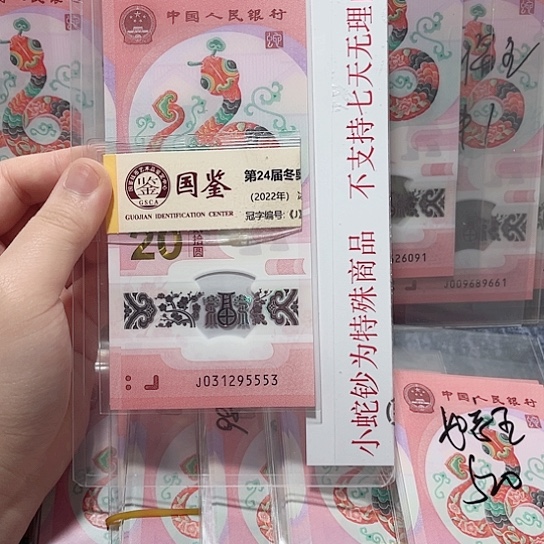 中国人民银行
国鉴
GSCA
GUOJIAN IDENTIFICATION CENTER
第24届冬奥
(2022年)
冠字编号:《J
20
J031295553
小蛇钞为特殊商品 不支持七天无理
26091
J009689661
中国人民银行
520